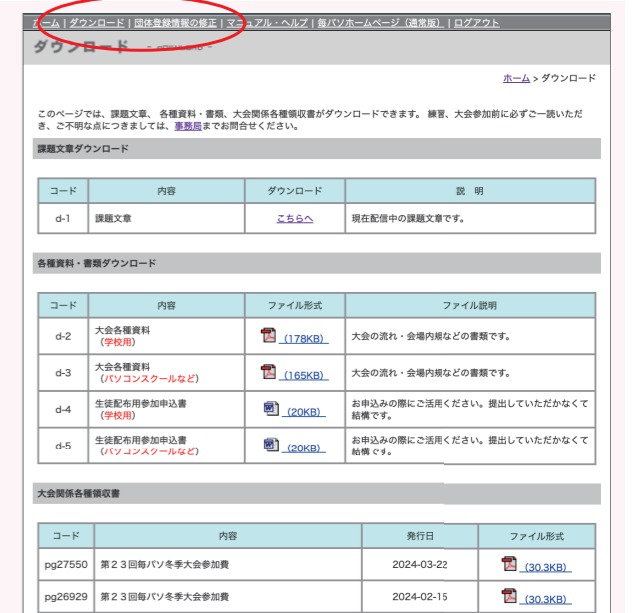 ホーム | ダウンロード | 団体登録情報の修正 | マニュアル・ヘルプ | 毎パソホームページ（通常版） | ログアウト
ダウンロード
ホーム > ダウンロード
このページでは、課題文章、各種資料・書類、大会関係各種領収書がダウンロードできます。 練習、大会参加前に必ずご一読いただ
き、ご不明な点につきましては、事務局までお問合せください。
課題文章ダウンロード
コード 内容 ダウンロード 説 明
d-1 課題文章 こちらへ 現在配信中の課題文章です。
各種資料・書類ダウンロード
コード 内容 ファイル形式 ファイル説明
d-2 大会各種資料 （178KB） 大会の流れ・会場内規などの書類です。
（学校用）
d-3 大会各種資料 （165KB） 大会の流れ・会場内規などの書類です。
（パソコンスクールなど）
d-4 生徒配布用参加申込書 （20KB） お申込みの際にご活用ください。提出していただかなくて
（学校用） 結構です。
d-5 生徒配布用参加申込書 （20KB） お申込みの際にご活用ください。提出していただかなくて
（パソコンスクールなど） 結構です。
大会関係各種領収書
コード 内容 発行日 ファイル形式
pg27550 第２３回毎パソ冬季大会参加費 2024-03-22 （30.3KB）
pg26929 第２３回毎パソ冬季大会参加費 2024-02-15 （30.3KB）